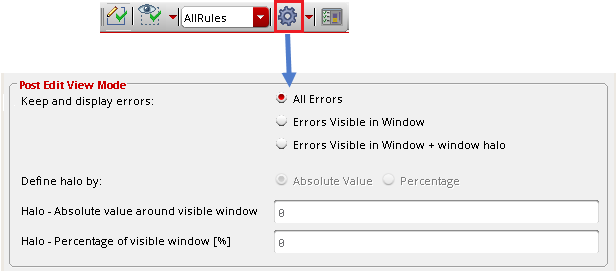 AllRules
Post Edit View Mode
Keep and display errors:
All Errors
Errors Visible in Window
Errors Visible in Window + window halo
Define halo by:
Absolute Value
Percentage
Halo - Absolute value around visible window
0
Halo - Percentage of visible window [%]
0